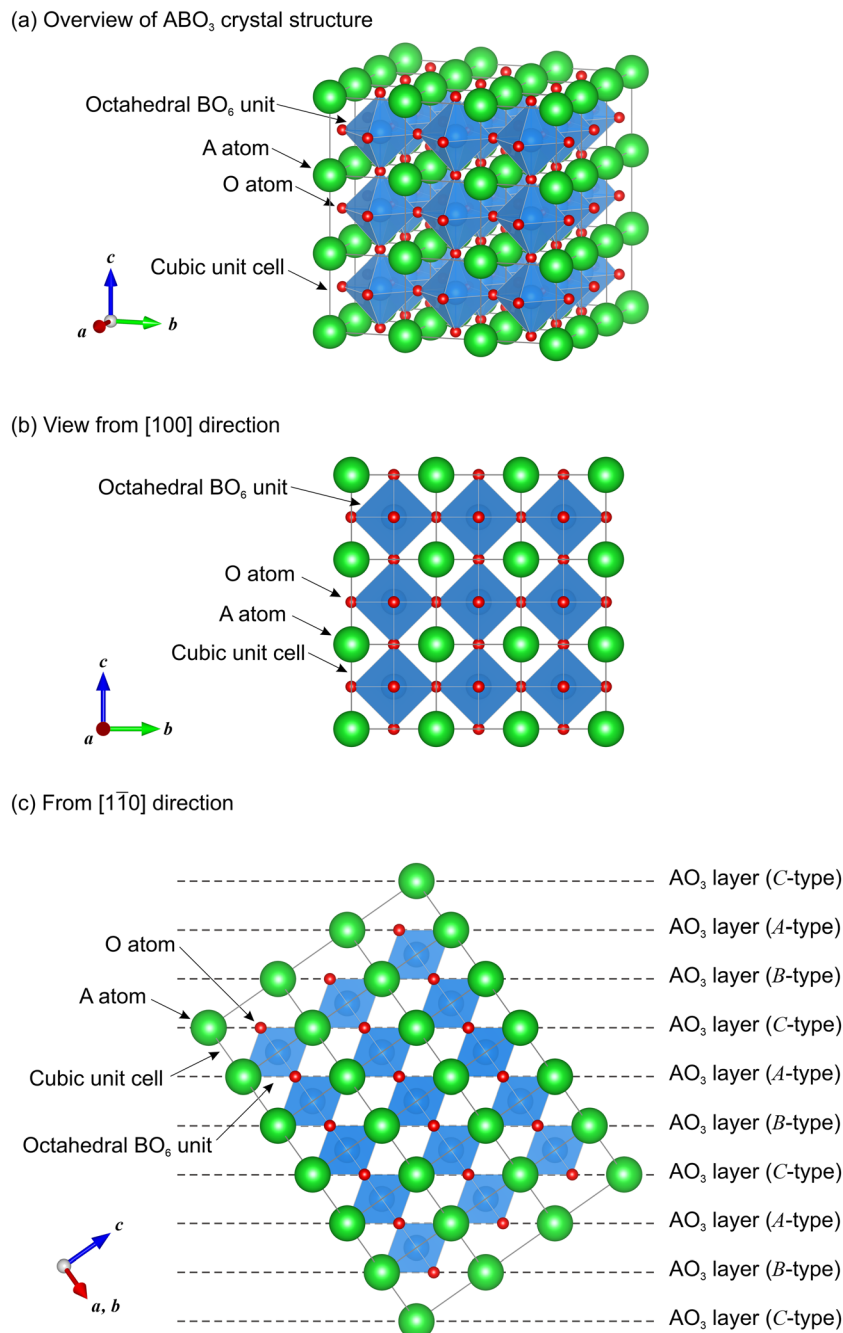 (a) Overview of ABO₃ crystal structure
Octahedral BO₆ unit
A atom
O atom
Cubic unit cell
c
a
b
(b) View from [100] direction
Octahedral BO₆ unit
O atom
A atom
Cubic unit cell
c
a
b
(c) From [11̅0] direction
AO₃ layer (C-type)
AO₃ layer (A-type)
O atom
AO₃ layer (B-type)
A atom
AO₃ layer (C-type)
Cubic unit cell
AO₃ layer (A-type)
AO₃ layer (B-type)
Octahedral BO₆ unit
AO₃ layer (C-type)
AO₃ layer (A-type)
c
AO₃ layer (B-type)
a, b
AO₃ layer (C-type)